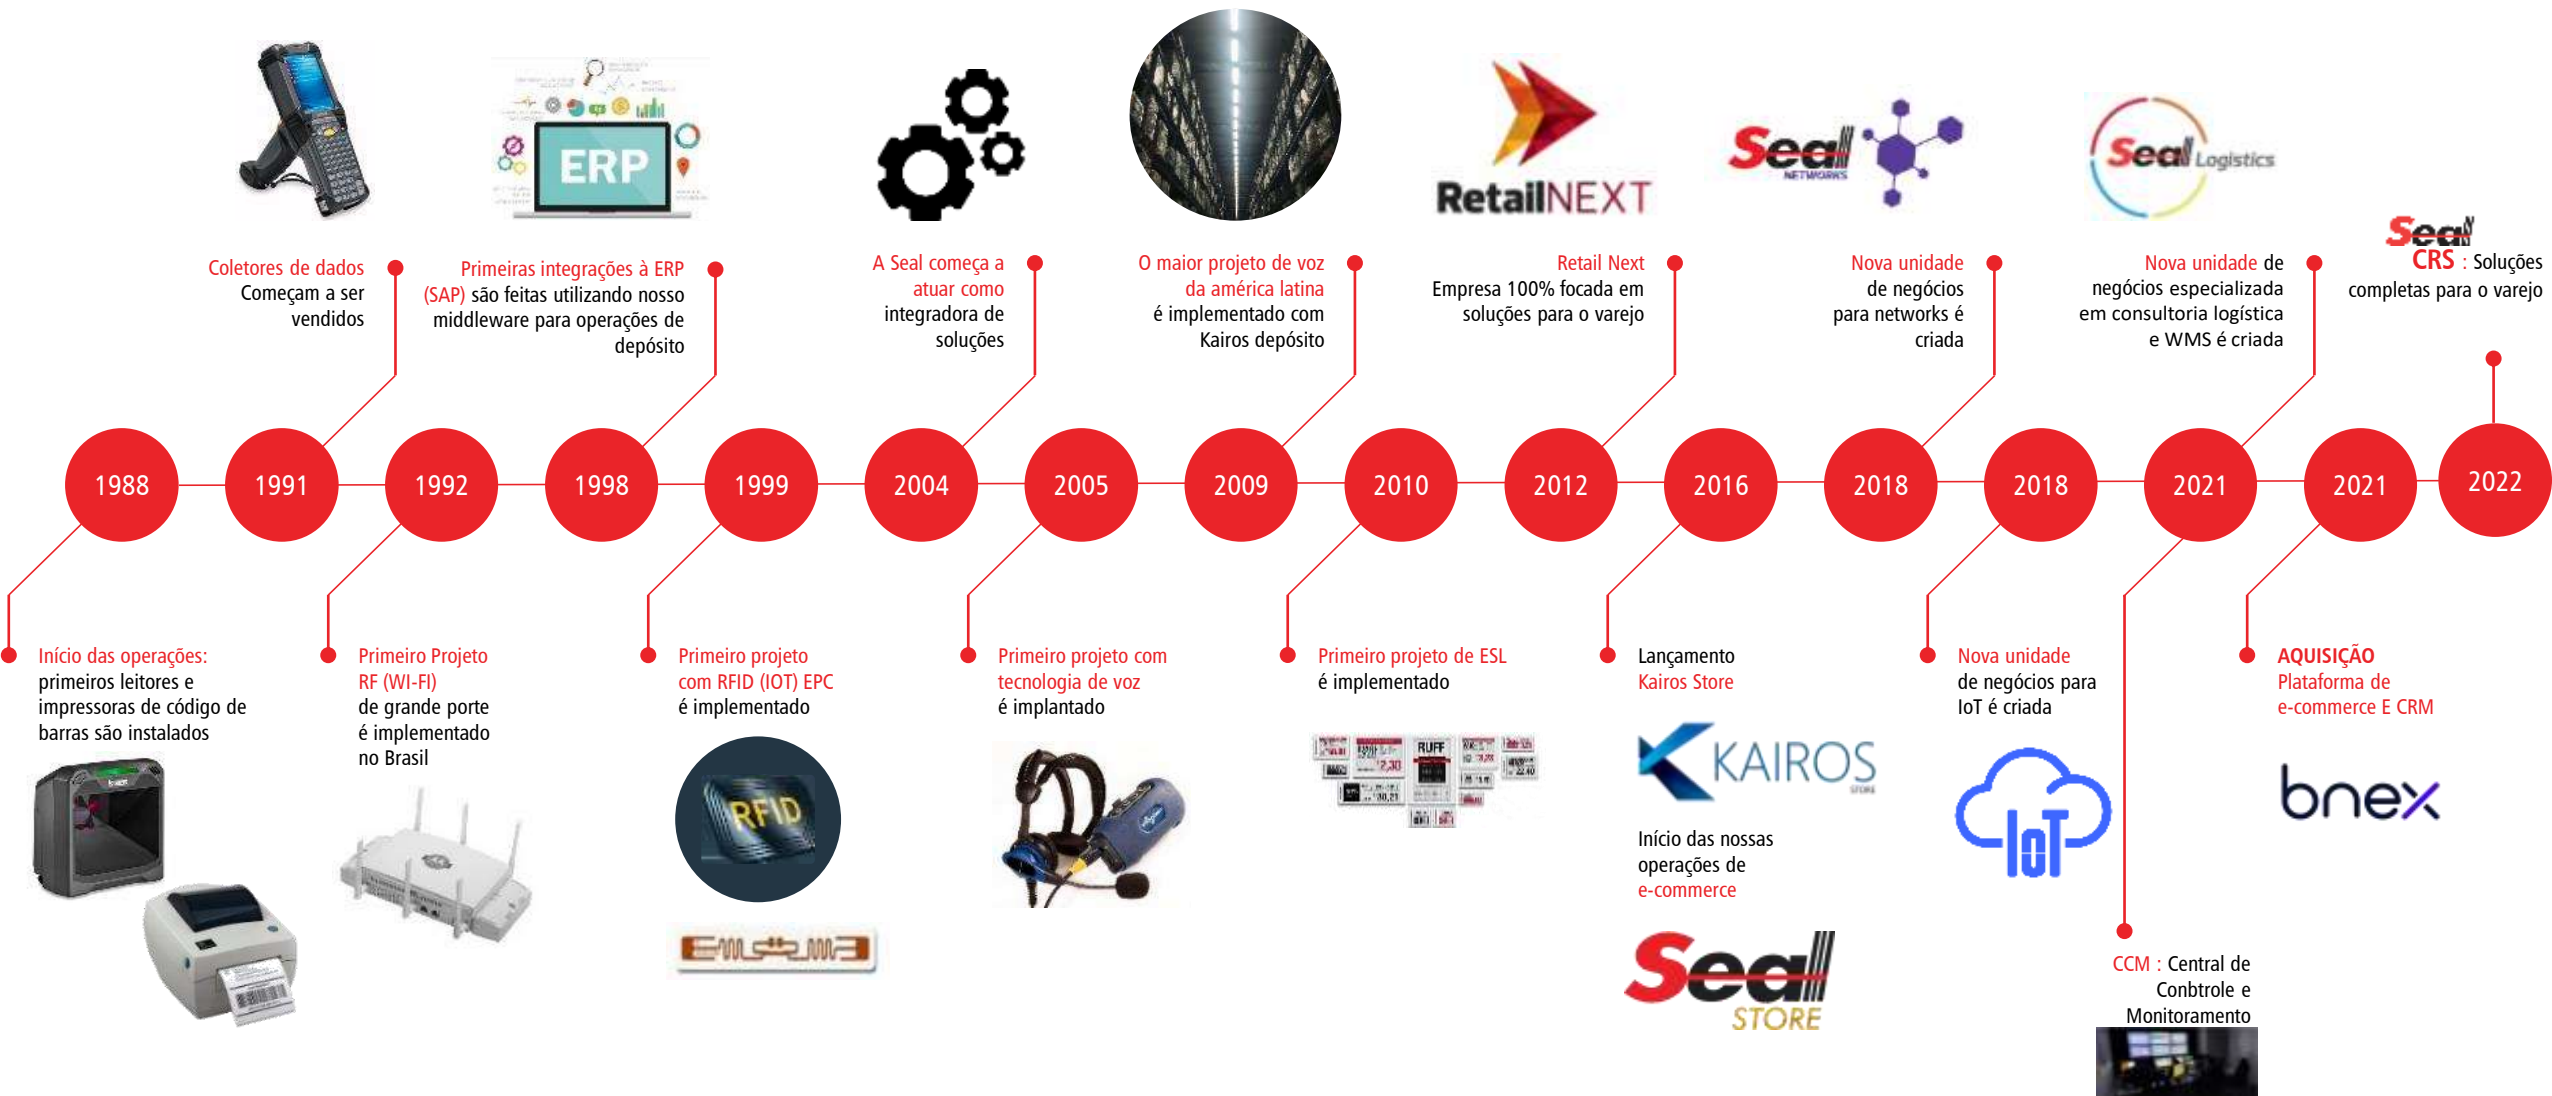 ERP
RetailNEXT
Seal
NETWORKS
Seal Logistics
Seal
CRS : Soluções
completas para o varejo
Coletores de dados
Começam a ser
vendidos
Primeiras integrações à ERP
(SAP) são feitas utilizando nosso
middleware para operações de
depósito
A Seal começa a
atuar como
integradora de
soluções
O maior projeto de voz
da américa latina
é implementado com
Kairos depósito
Retail Next
Empresa 100% focada em
soluções para o varejo
Nova unidade
de negócios
para networks é
criada
Nova unidade de
negócios especializada
em consultoria logística
e WMS é criada
1988
1991
1992
1998
1999
2004
2005
2009
2010
2012
2016
2018
2018
2021
2021
2022
Início das operações:
primeiros leitores e
impressoras de código de
barras são instalados
Primeiro Projeto
RF (WI-FI)
de grande porte
é implementado
no Brasil
Primeiro projeto
com RFID (IOT) EPC
é implementado
RFID
Primeiro projeto com
tecnologia de voz
é implantado
Primeiro projeto de ESL
é implementado
RUFF
Lançamento
Kairos Store
KAIROS
STORE
Início das nossas
operações de
e-commerce
Seal
STORE
Nova unidade
de negócios para
IoT é criada
IoT
CCM : Central de
Conbtrole e
Monitoramento
AQUISIÇÃO
Plataforma de
e-commerce E CRM
bnex